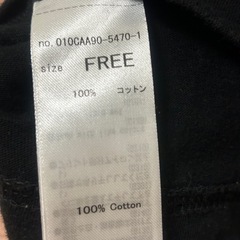 no. 010CAA90-5470-1
SIZE FREE
100% コットン
100% Cotton